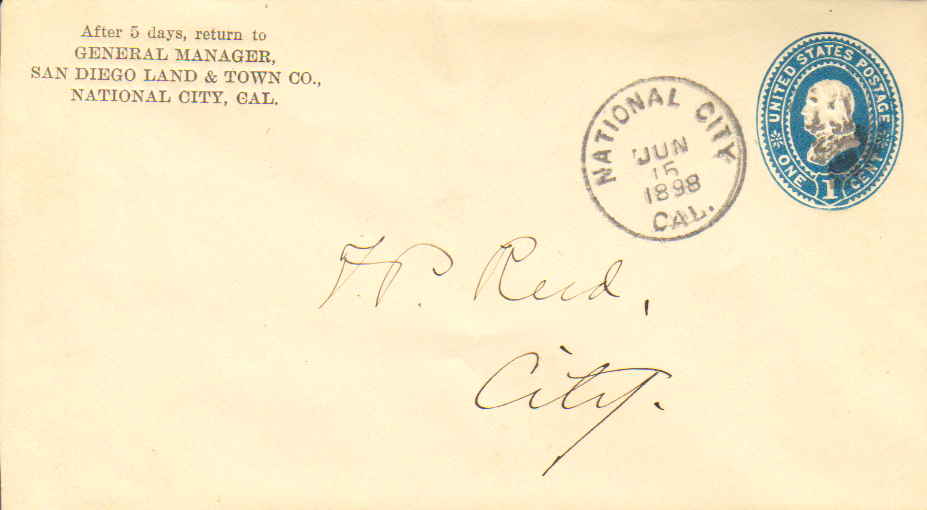 After 5 days, return to
GENERAL MANAGER,
SAN DIEGO LAND & TOWN CO.,
NATIONAL CITY, CAL.
UNITED STATES POSTAGE
ONE 1 CENT
NATIONAL CITY
JUN
15
1898
CAL.
F.P. Reid,
City.